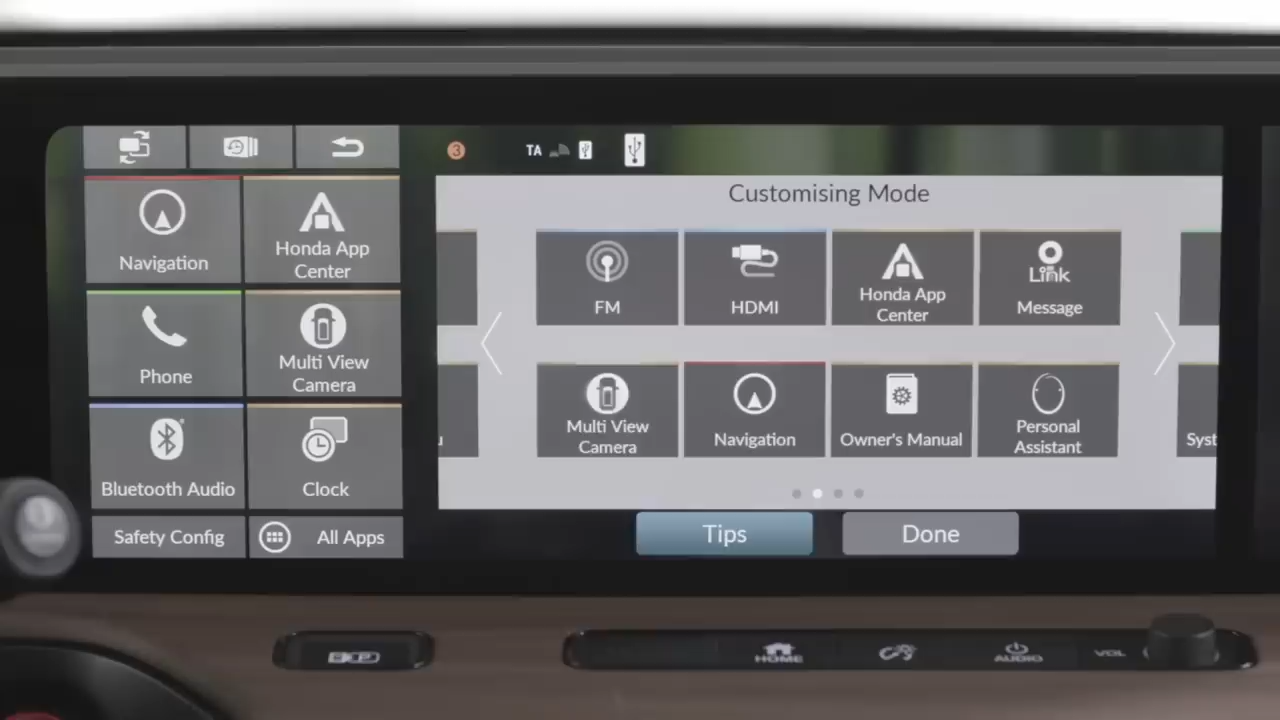 3
TA
Navigation
Honda App
Center
Phone
Multi View
Camera
Bluetooth Audio
Clock
Safety Config
All Apps
Customising Mode
FM
HDMI
Honda App
Center
Link
Message
Multi View
Camera
Navigation
Owner's Manual
Personal
Assistant
Syst
Tips
Done
HOME
AUDIO
VOL